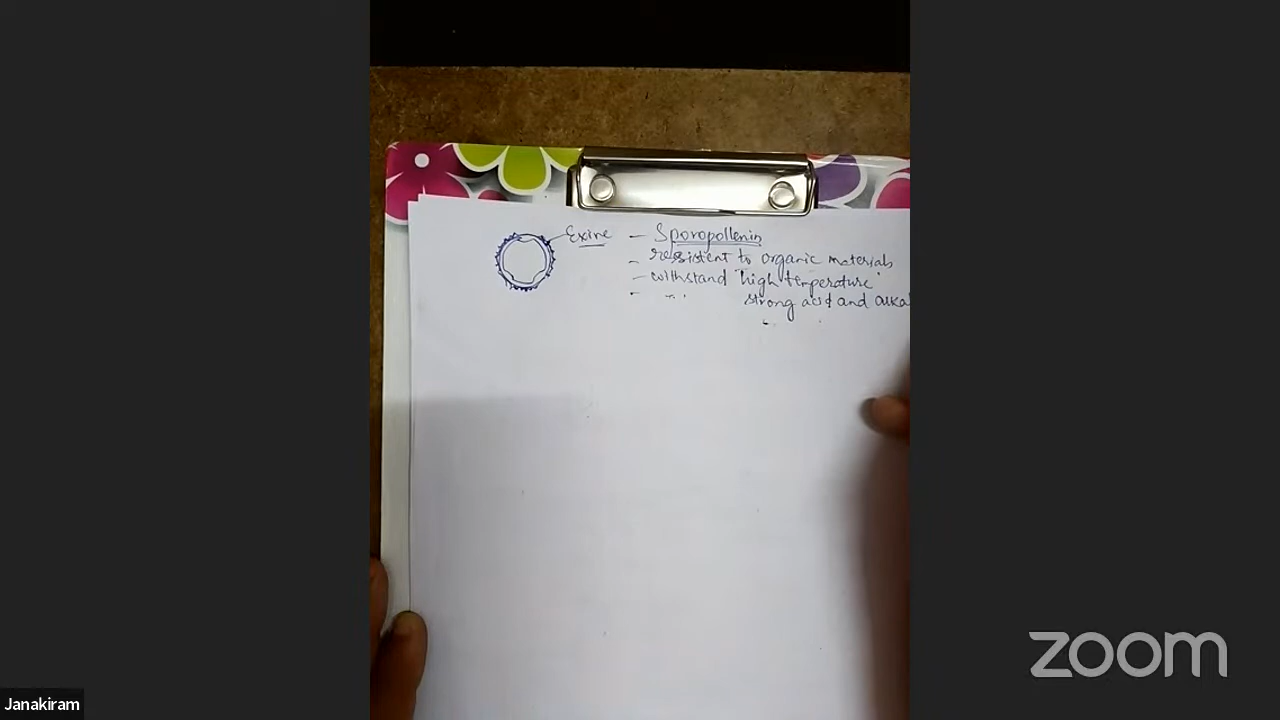 Exine - Sporopollenin
- resistent to organic materials
- withstand high temperature
- " strong acid and alka
zoom
Janakiram